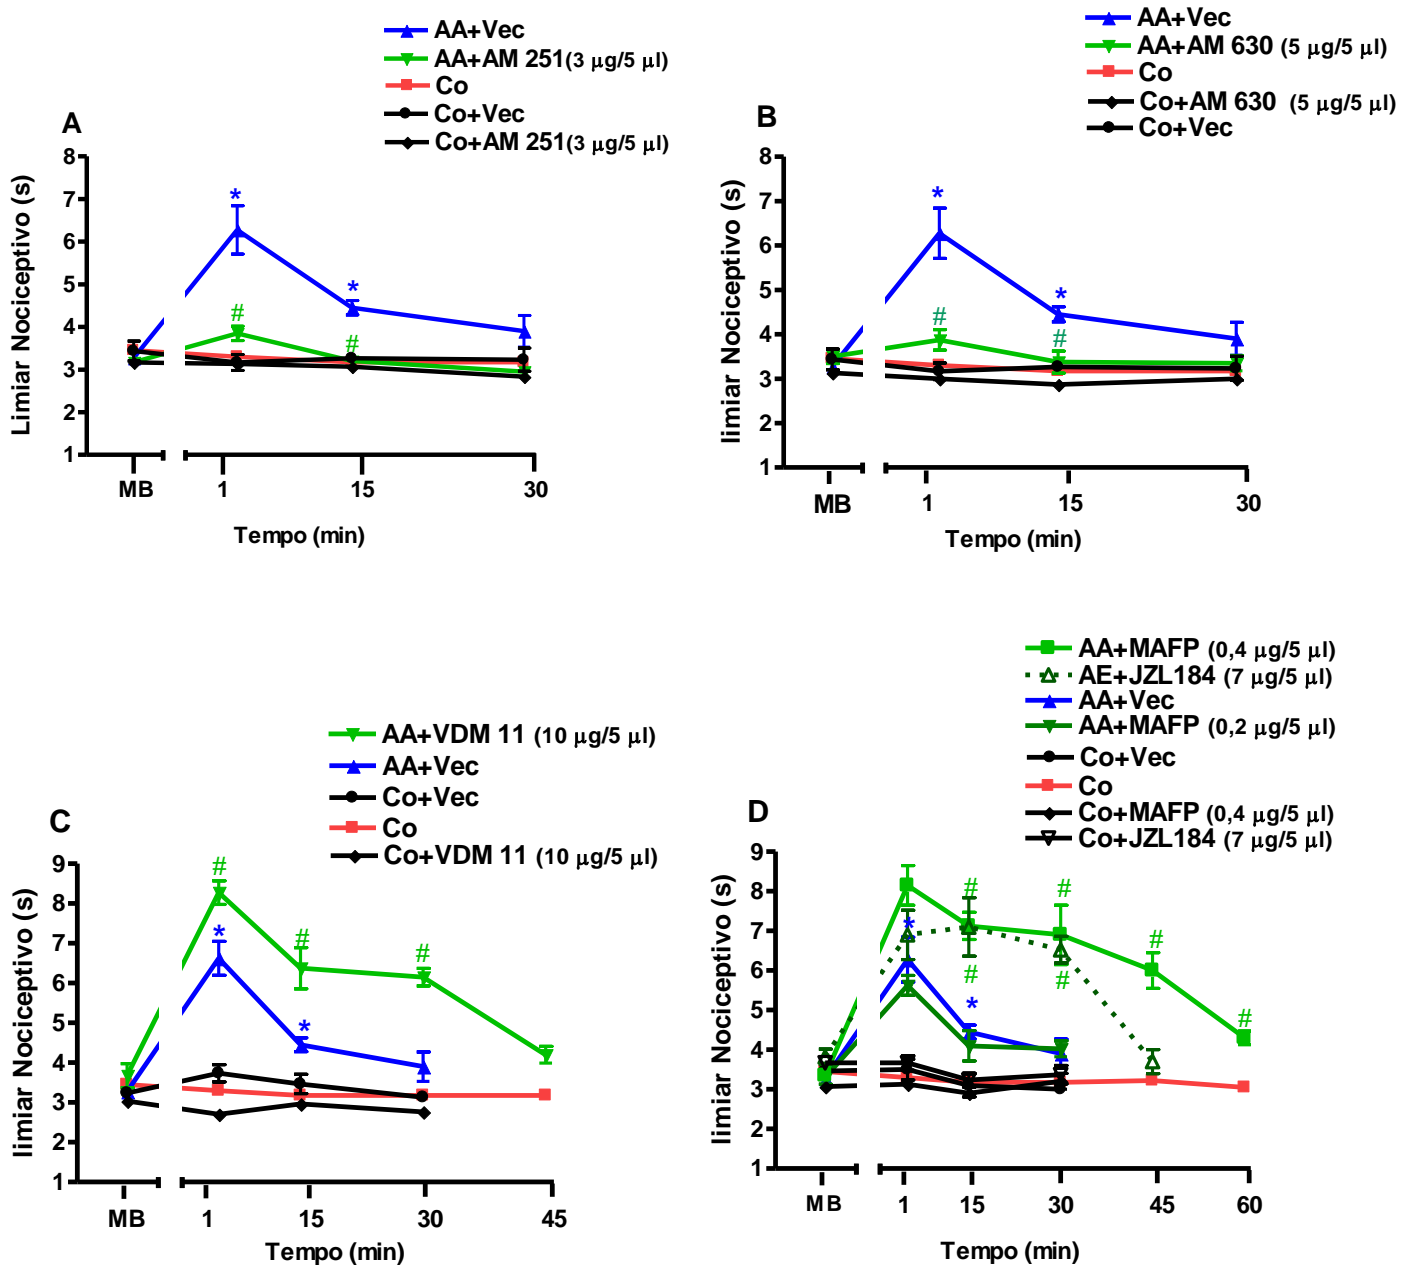 AA+Vec
AA+AM 251(3 μg/5 μl)
Co
Co+Vec
Co+AM 251(3 μg/5 μl)
A
8
7
6
5
4
3
2
1
Limiar Nociceptivo (s)
*
*
#
#
MB 1 15 30
Tempo (min)
AA+Vec
AA+AM 630 (5 μg/5 μl)
Co
Co+AM 630 (5 μg/5 μl)
Co+Vec
B
8
7
6
5
4
3
2
1
limiar Nociceptivo (s)
*
*
#
#
MB 1 15 30
Tempo (min)
AA+VDM 11 (10 μg/5 μl)
AA+Vec
Co+Vec
Co
Co+VDM 11 (10 μg/5 μl)
C
9
8
7
6
5
4
3
2
1
limiar Nociceptivo (s)
#
*
#
#
*
MB 1 15 30 45
Tempo (min)
AA+MAFP (0,4 μg/5 μl)
AE+JZL184 (7 μg/5 μl)
AA+Vec
AA+MAFP (0,2 μg/5 μl)
Co+Vec
Co
Co+MAFP (0,4 μg/5 μl)
Co+JZL184 (7 μg/5 μl)
D
9
8
7
6
5
4
3
2
1
limiar Nociceptivo (s)
# #
*
#
# #
*
#
MB 1 15 30 45 60
Tempo (min)